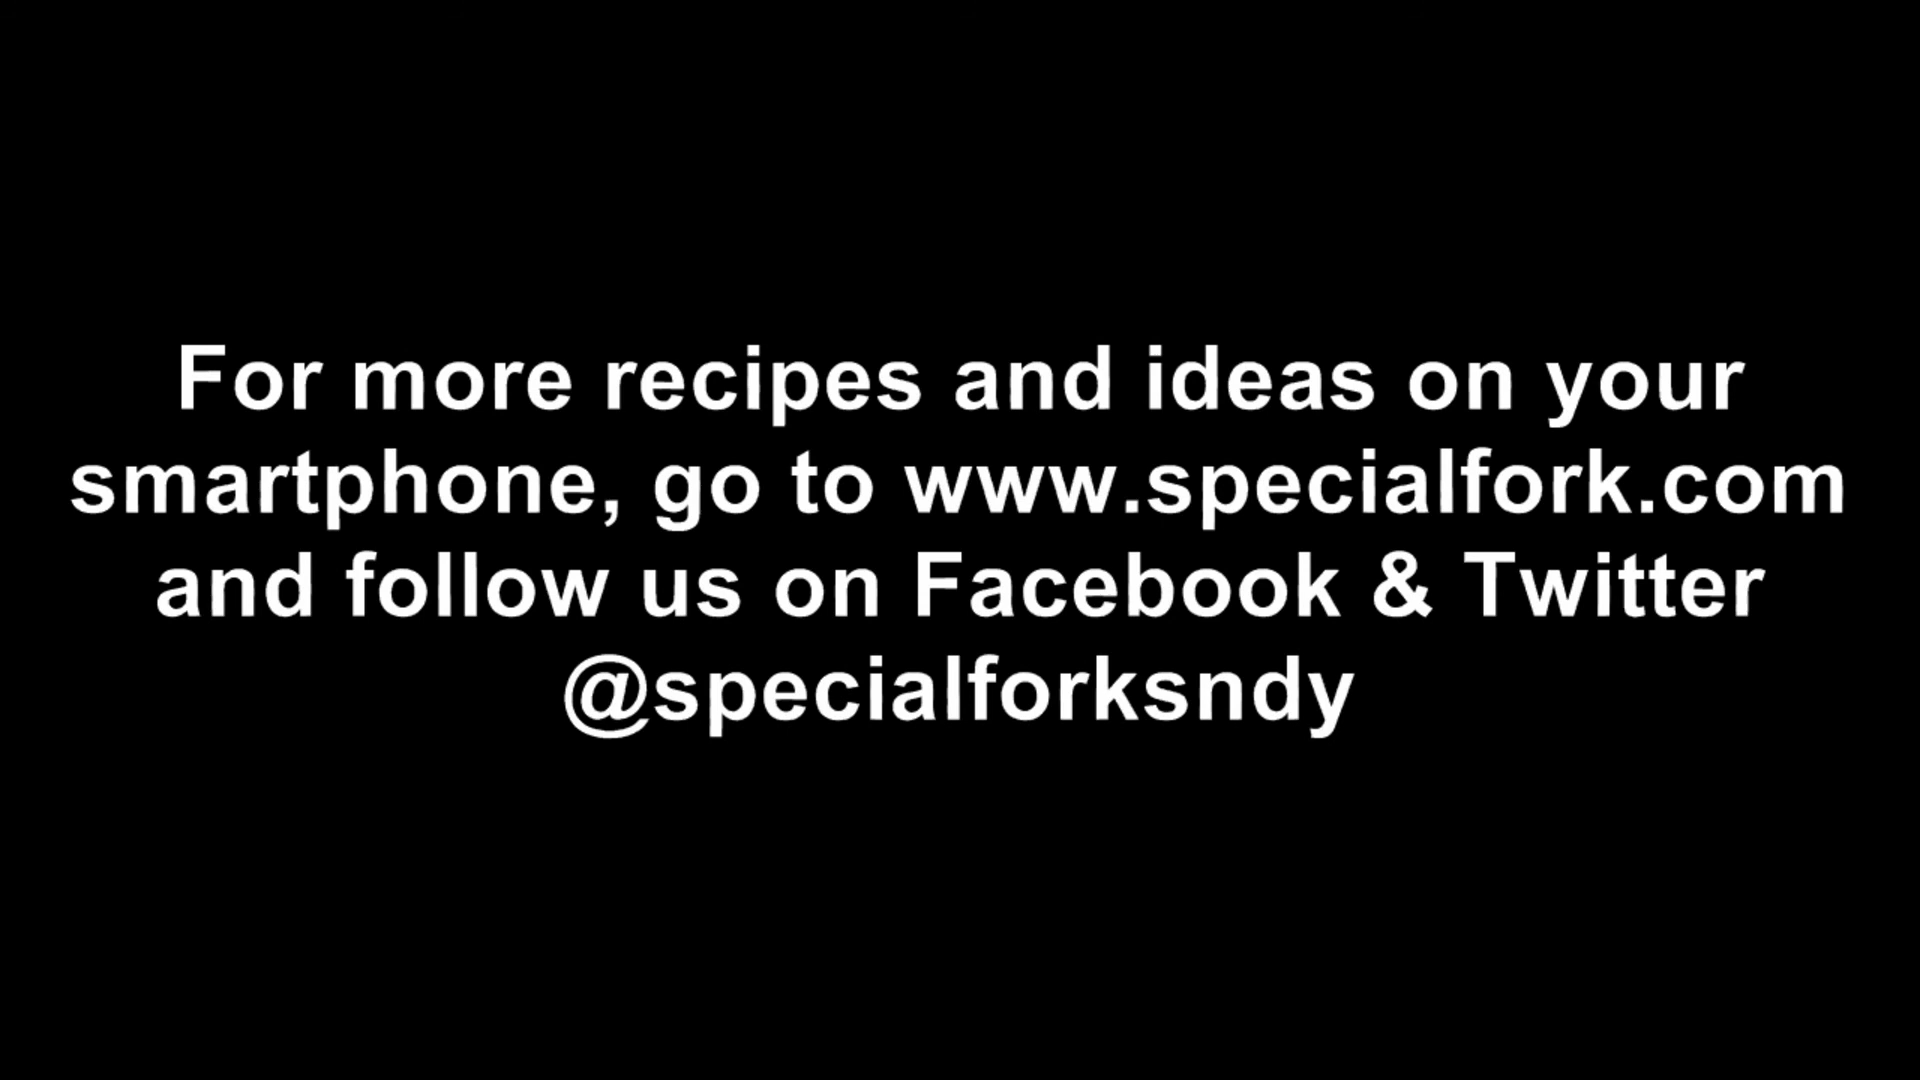 For more recipes and ideas on your
smartphone, go to www.specialfork.com
and follow us on Facebook & Twitter
@specialforksndy